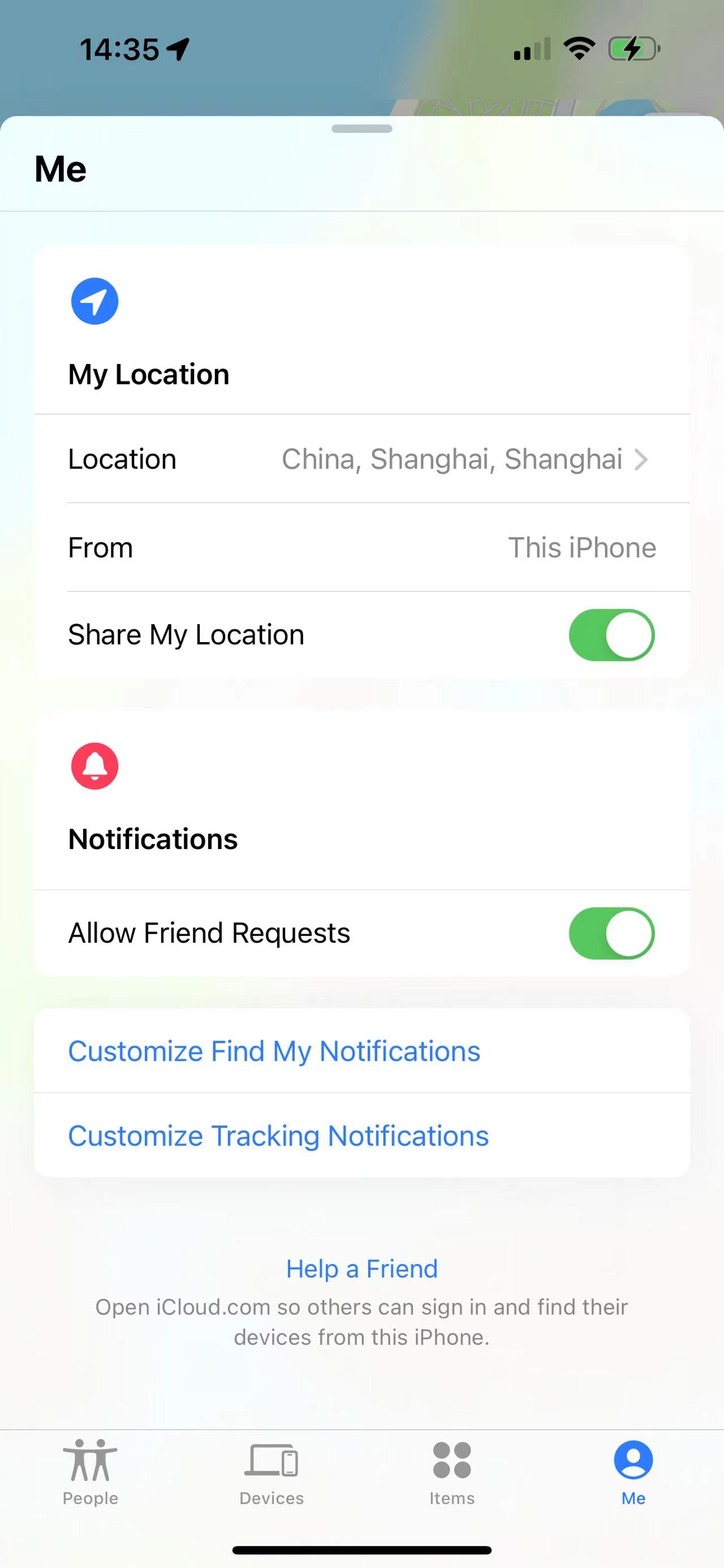 14:35
Me
My Location
Location China, Shanghai, Shanghai
From This iPhone
Share My Location
Notifications
Allow Friend Requests
Customize Find My Notifications
Customize Tracking Notifications
Help a Friend
Open iCloud.com so others can sign in and find their
devices from this iPhone.
People Devices Items Me